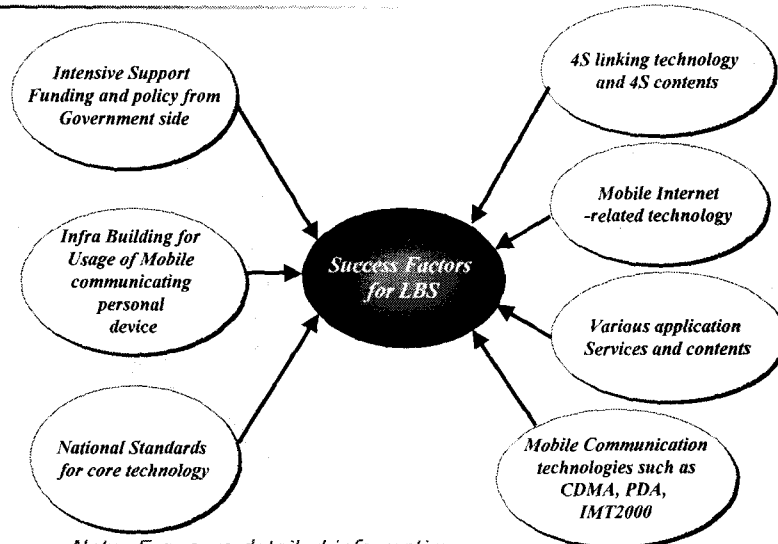 Intensive Support
Funding and policy from
Government side
Infra Building for
Usage of Mobile
communicating
personal
device
National Standards
for core technology
Success Factors
for LBS
4S linking technology
and 4S contents
Mobile Internet
-related technology
Various application
Services and contents
Mobile Communication
technologies such as
CDMA, PDA,
IMT2000